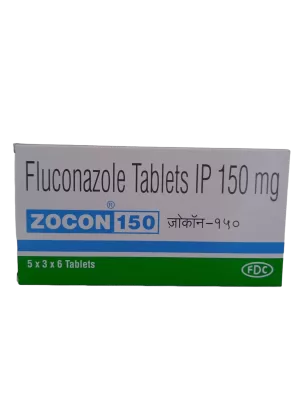 Fluconazole Tablets IP 150 mg
ZOCON® 150 ज़ोकॉन-१५०
5 x 3 x 6 Tablets
FDC